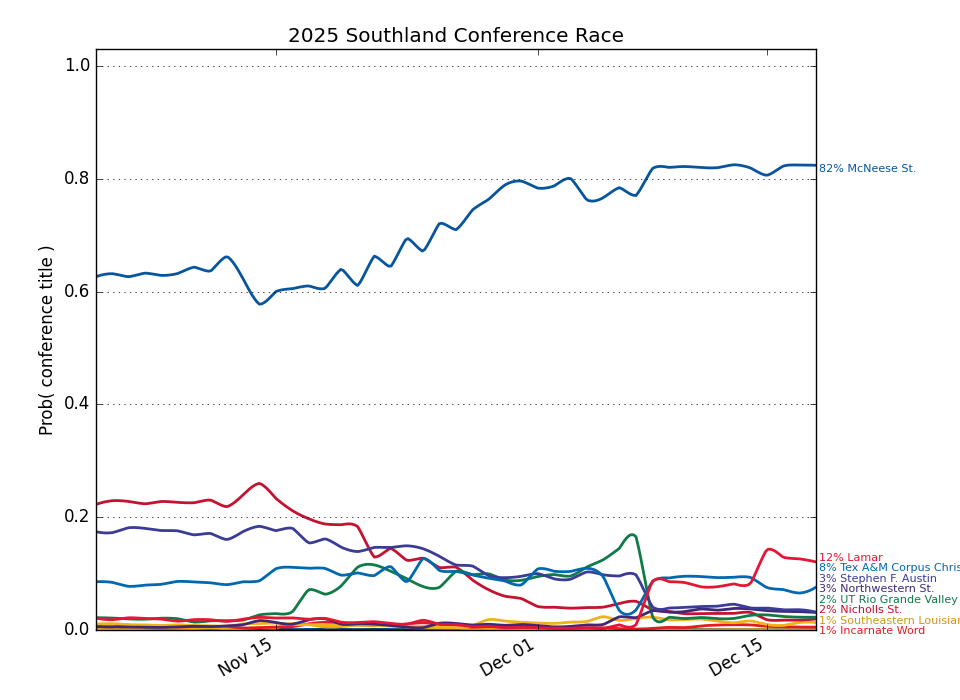 2025 Southland Conference Race
Prob( conference title )
1.0
0.8
0.6
0.4
0.2
0.0
Nov 15
Dec 01
Dec 15
82% McNeese St.
12% Lamar
8% Tex A&M Corpus Chris
3% Stephen F. Austin
3% Northwestern St.
2% UT Rio Grande Valley
2% Nicholls St.
1% Southeastern Louisian
1% Incarnate Word